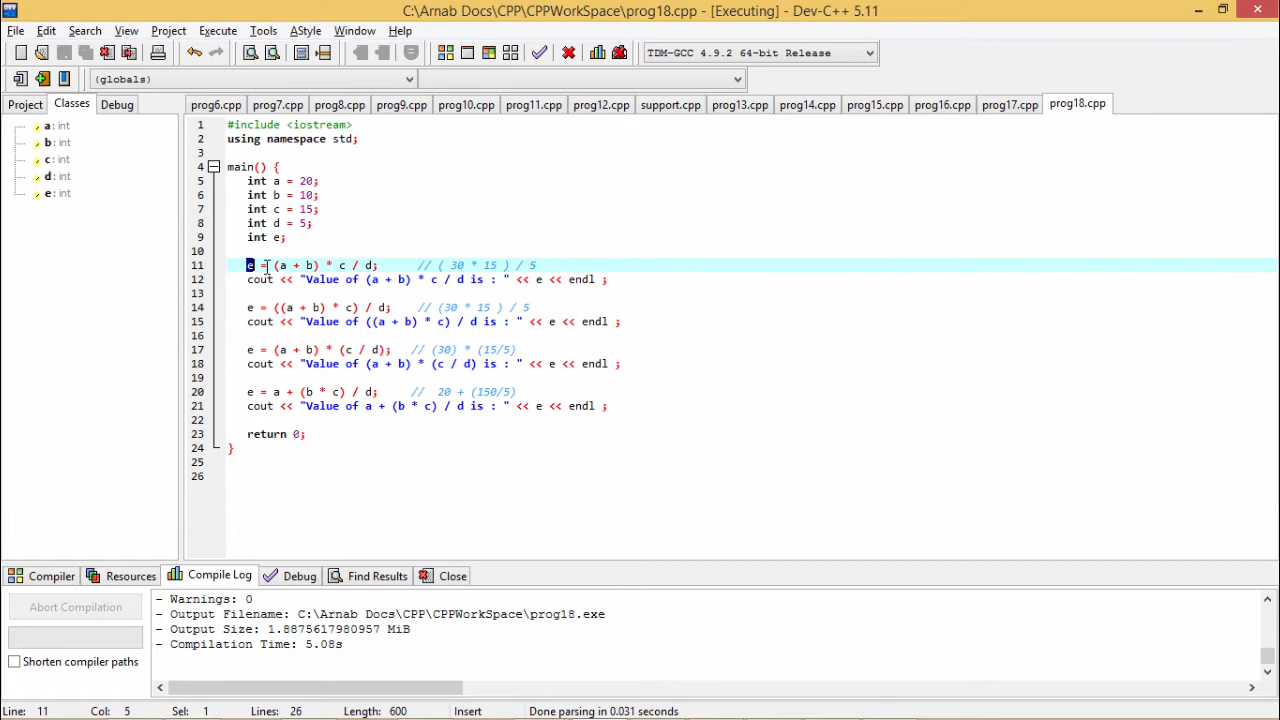 C:\Arnab Docs\CPP\CPPWorkSpace\prog18.cpp - [Executing] - Dev-C++ 5.11
File Edit Search View Project Execute Tools AStyle Window Help
TDM-GCC 4.9.2 64-bit Release
(globals)
Project Classes Debug
prog6.cpp prog7.cpp prog8.cpp prog9.cpp prog10.cpp prog11.cpp prog12.cpp support.cpp prog13.cpp prog14.cpp prog15.cpp prog16.cpp prog17.cpp prog18.cpp
a : int
b : int
c : int
d : int
e : int
1 #include <iostream>
2 using namespace std;
3
4 main() {
5 int a = 20;
6 int b = 10;
7 int c = 15;
8 int d = 5;
9 int e;
10
11 e = (a + b) * c / d; // ( 30 * 15 ) / 5
12 cout << "Value of (a + b) * c / d is : " << e << endl ;
13
14 e = ((a + b) * c) / d; // (30 * 15 ) / 5
15 cout << "Value of ((a + b) * c) / d is : " << e << endl ;
16
17 e = (a + b) * (c / d); // (30) * (15/5)
18 cout << "Value of (a + b) * (c / d) is : " << e << endl ;
19
20 e = a + (b * c) / d; // 20 + (150/5)
21 cout << "Value of a + (b * c) / d is : " << e << endl ;
22
23 return 0;
24 }
25
26
Compiler Resources Compile Log Debug Find Results Close
Abort Compilation
Shorten compiler paths
- Warnings: 0
- Output Filename: C:\Arnab Docs\CPP\CPPWorkSpace\prog18.exe
- Output Size: 1.8875617980957 MiB
- Compilation Time: 5.08s
Line: 11 Col: 5 Sel: 1 Lines: 26 Length: 600 Insert Done parsing in 0.031 seconds